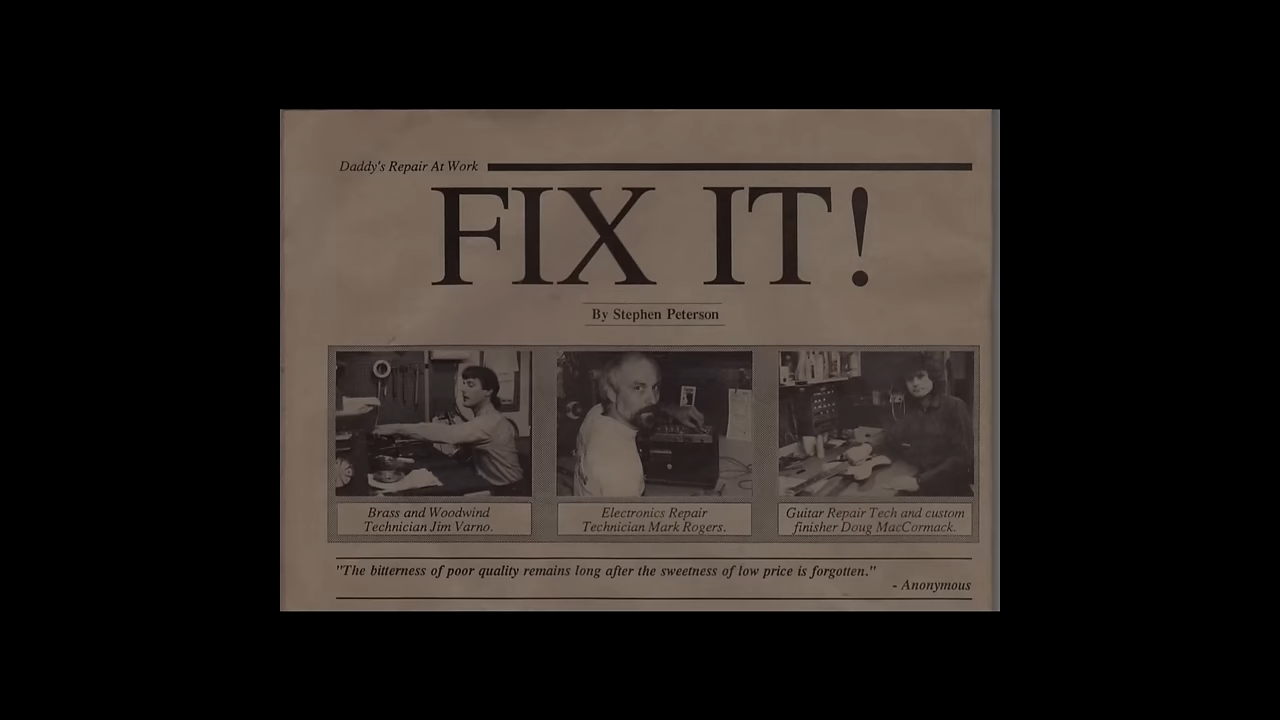 Daddy's Repair At Work
FIX IT!
By Stephen Peterson
Brass and Woodwind
Technician Jim Varno.
Electronics Repair
Technician Mark Rogers.
Guitar Repair Tech and custom
finisher Doug MacCormack.
"The bitterness of poor quality remains long after the sweetness of low price is forgotten."
- Anonymous